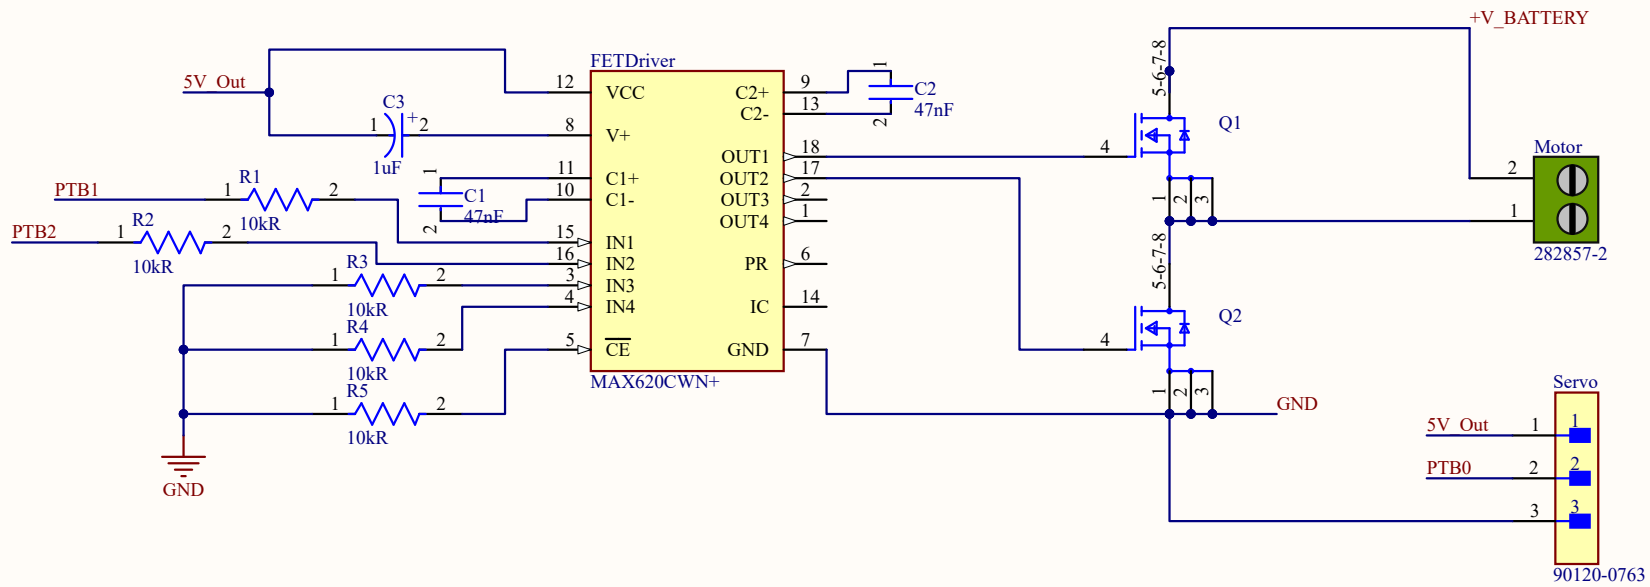 +V_BATTERY
5V_Out
FETDriver
C3
1
+
2
1uF
12
VCC
8
V+
11
C1+
10
C1-
15
IN1
16
IN2
3
IN3
4
IN4
5
CE
9
C2+
13
C2-
18
OUT1
17
OUT2
2
OUT3
1
OUT4
6
PR
14
IC
7
GND
MAX620CWN+
1
C2
47nF
2
1
C1
47nF
2
PTB1
1
R1
2
10kR
PTB2
1
R2
2
10kR
1
R3
2
10kR
1
R4
2
10kR
1
R5
2
10kR
GND
5-6-7-8
Q1
4
1
2
3
5-6-7-8
Q2
4
1
2
3
GND
Motor
2
1
282857-2
Servo
5V_Out
1
1
PTB0
2
2
3
3
90120-0763